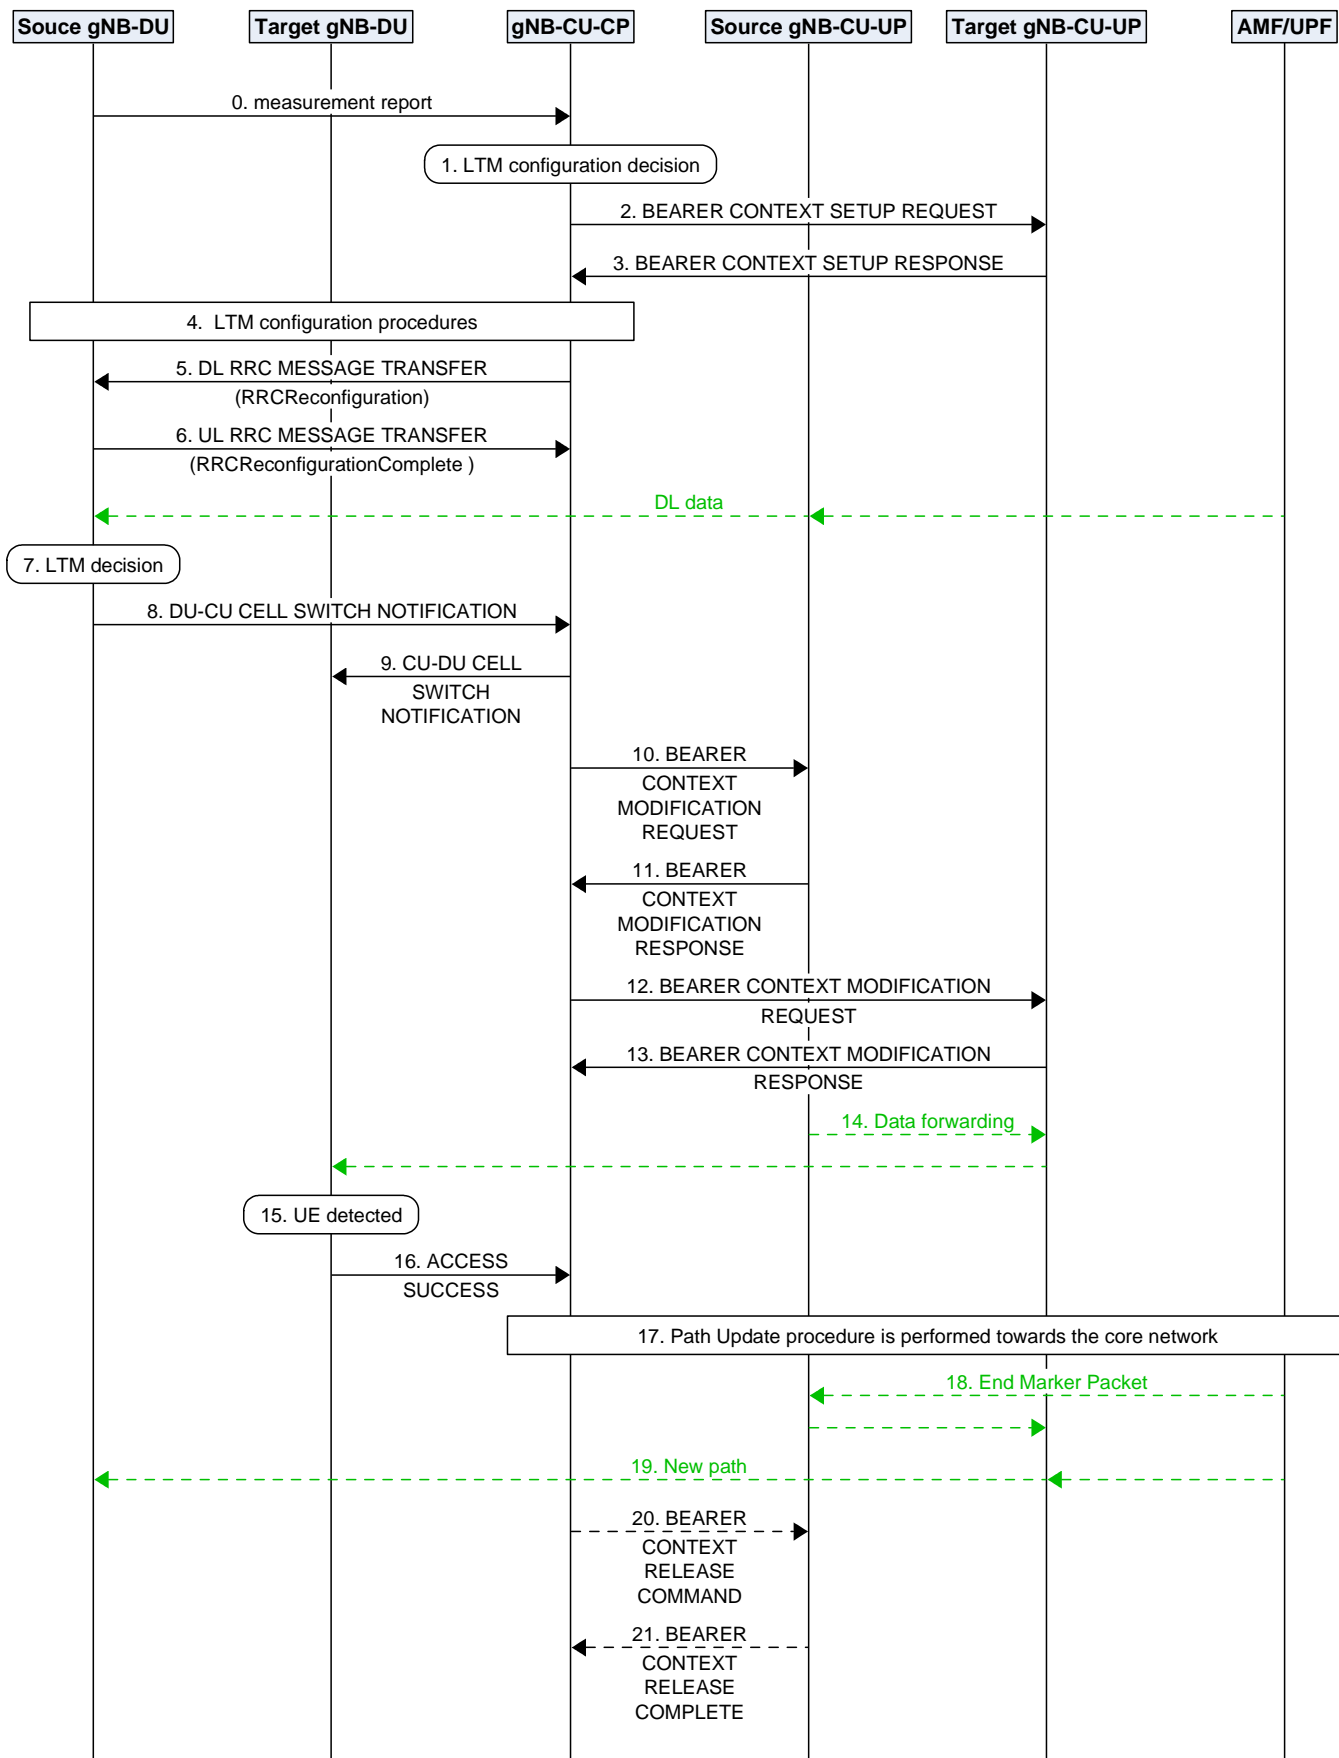 Souce gNB-DU
Target gNB-DU
gNB-CU-CP
Source gNB-CU-UP
Target gNB-CU-UP
AMF/UPF
0. measurement report
1. LTM configuration decision
2. BEARER CONTEXT SETUP REQUEST
3. BEARER CONTEXT SETUP RESPONSE
4. LTM configuration procedures
5. DL RRC MESSAGE TRANSFER
(RRCReconfiguration)
6. UL RRC MESSAGE TRANSFER
(RRCReconfigurationComplete )
DL data
7. LTM decision
8. DU-CU CELL SWITCH NOTIFICATION
9. CU-DU CELL
SWITCH
NOTIFICATION
10. BEARER
CONTEXT
MODIFICATION
REQUEST
11. BEARER
CONTEXT
MODIFICATION
RESPONSE
12. BEARER CONTEXT MODIFICATION
REQUEST
13. BEARER CONTEXT MODIFICATION
RESPONSE
14. Data forwarding
15. UE detected
16. ACCESS
SUCCESS
17. Path Update procedure is performed towards the core network
18. End Marker Packet
19. New path
20. BEARER
CONTEXT
RELEASE
COMMAND
21. BEARER
CONTEXT
RELEASE
COMPLETE